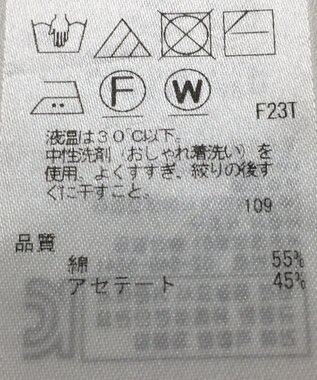 F W
F23T
液温は30℃以下。
中性洗剤（おしゃれ着洗い）を
使用、よくすすぎ、絞りの後す
ぐに干すこと。
109
品質
綿 55%
アセテート 45%